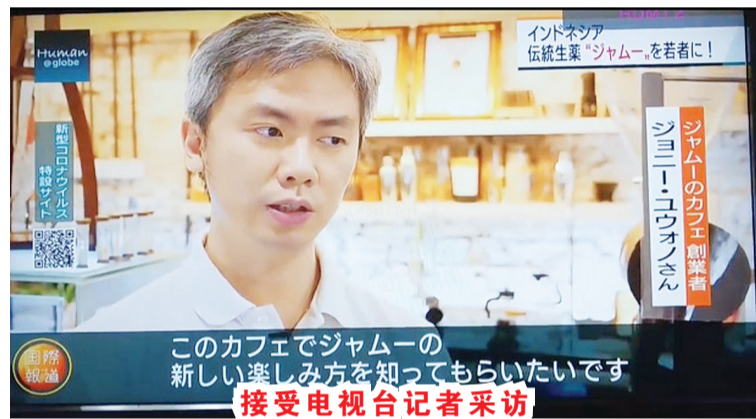 Human
@globe
インドネシア
伝統生薬“ジャムー„を若者に！
新型コロナウイルス
特設サイト
ジャムーのカフェ 創業者
ジョニー・ユウォノさん
国際
報道
このカフェでジャムーの
新しい楽しみ方を知ってもらいたいです
接受电视台记者采访